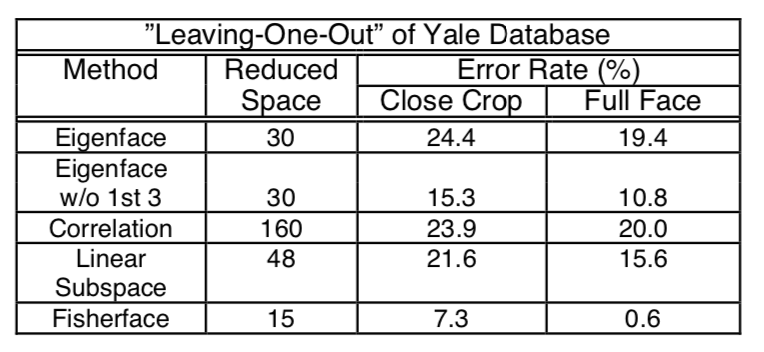 "Leaving-One-Out" of Yale Database
Method Reduced Space Error Rate (%)
Close Crop Full Face
Eigenface 30 24.4 19.4
Eigenface w/o 1st 3 30 15.3 10.8
Correlation 160 23.9 20.0
Linear Subspace 48 21.6 15.6
Fisherface 15 7.3 0.6